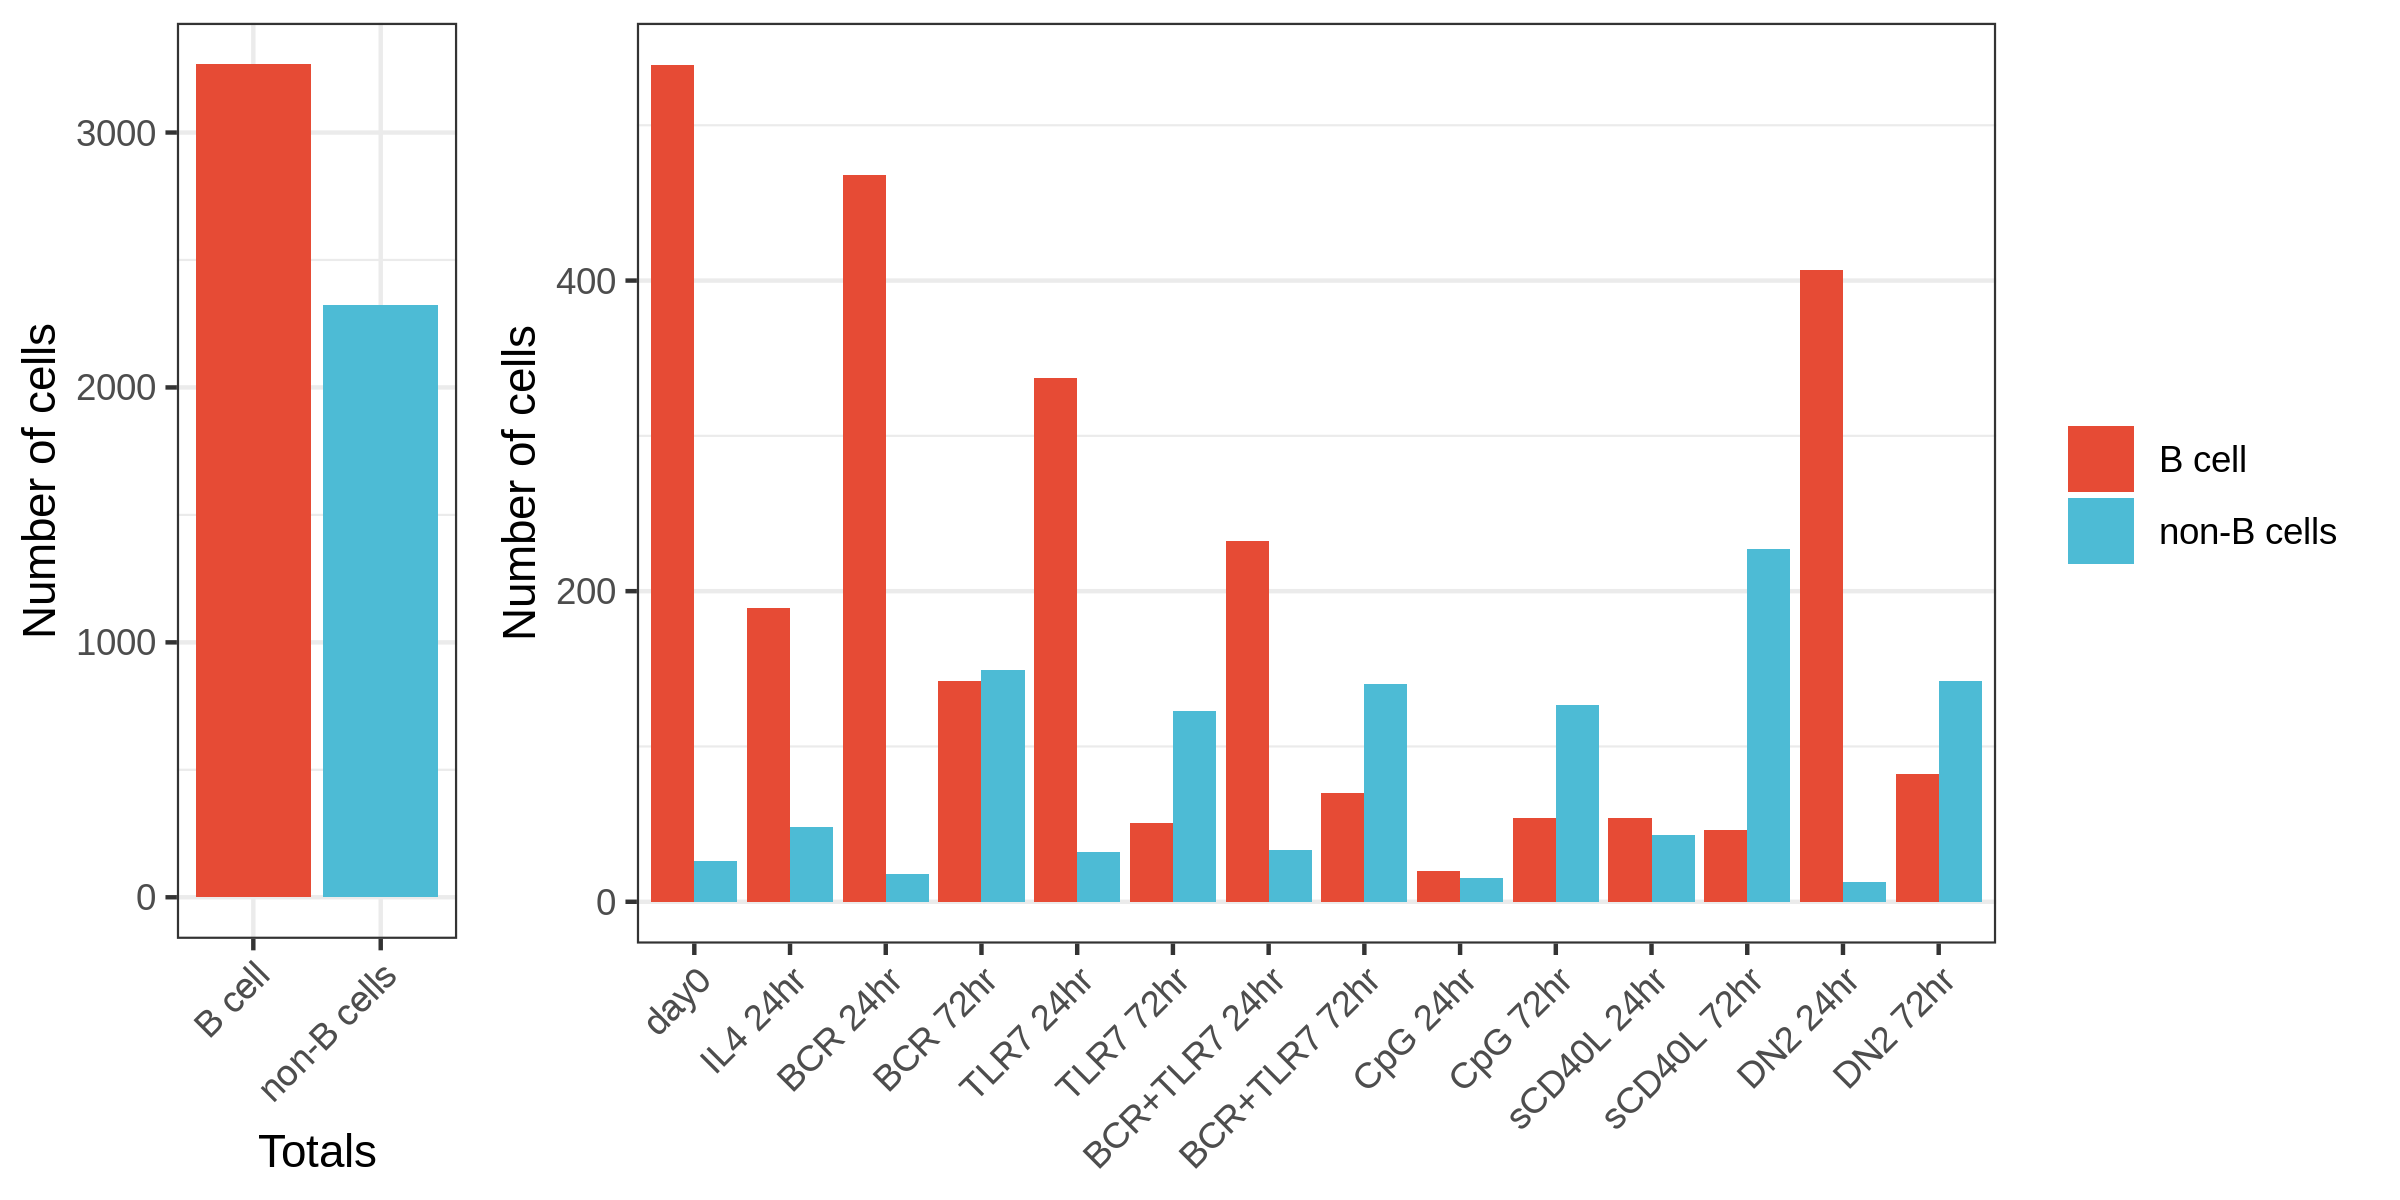 Number of cells
3000
2000
1000
0
B cell
non-B cells
Totals
Number of cells
400
200
0
day0
IL4 24hr
BCR 24hr
BCR 72hr
TLR7 24hr
TLR7 72hr
BCR+TLR7 24hr
BCR+TLR7 72hr
CpG 24hr
CpG 72hr
sCD40L 24hr
sCD40L 72hr
DN2 24hr
DN2 72hr
B cell
non-B cells